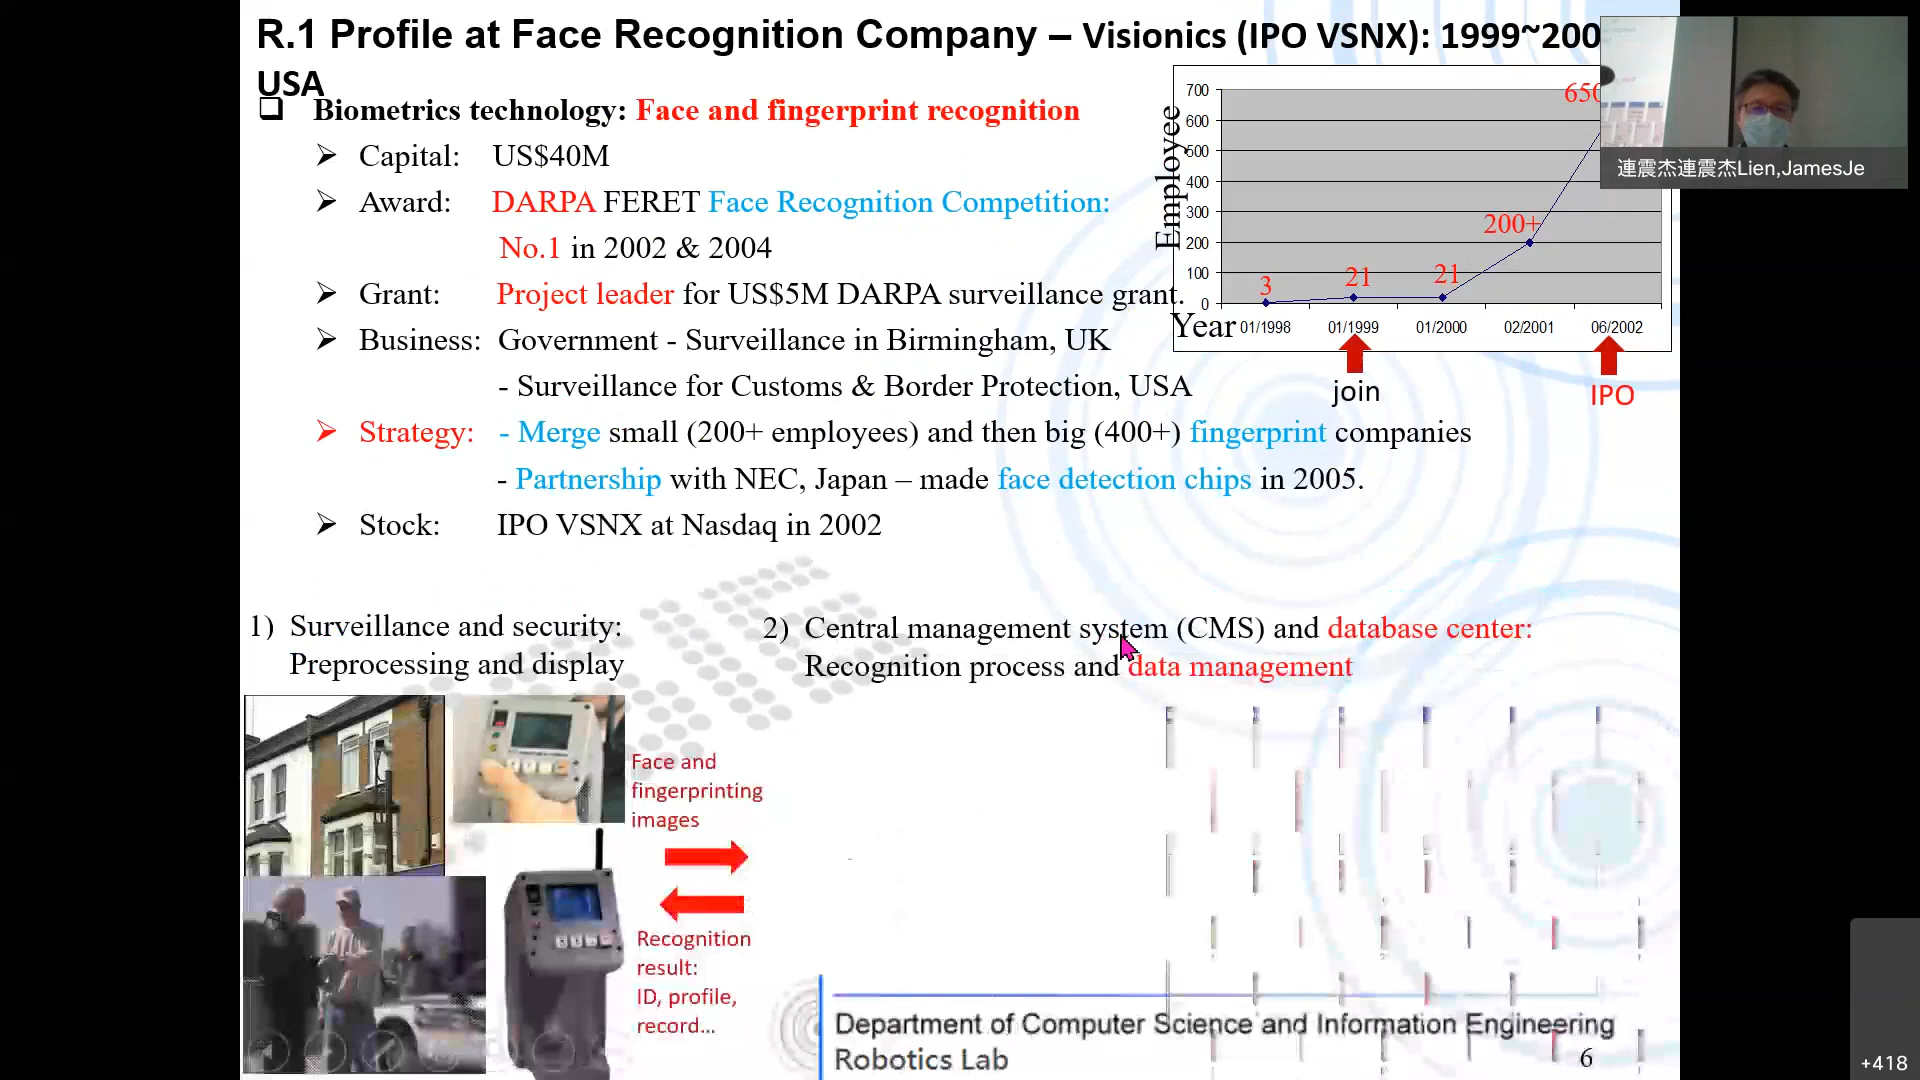 R.1 Profile at Face Recognition Company – Visionics (IPO VSNX): 1999~200
USA
Biometrics technology: Face and fingerprint recognition
Capital: US$40M
Award: DARPA FERET Face Recognition Competition:
No.1 in 2002 & 2004
Grant: Project leader for US$5M DARPA surveillance grant.
Business: Government - Surveillance in Birmingham, UK
- Surveillance for Customs & Border Protection, USA
Strategy: - Merge small (200+ employees) and then big (400+) fingerprint companies
- Partnership with NEC, Japan – made face detection chips in 2005.
Stock: IPO VSNX at Nasdaq in 2002
Employee
700
600
500
400
300
200
100
0
3
21
21
200+
650
Year
01/1998
01/1999
01/2000
02/2001
06/2002
join
IPO
連震杰連震杰Lien,JamesJe
1) Surveillance and security:
Preprocessing and display
2) Central management system (CMS) and database center:
Recognition process and data management
Face and
fingerprinting
images
Recognition
result:
ID, profile,
record...
Department of Computer Science and Information Engineering
Robotics Lab
6
+418